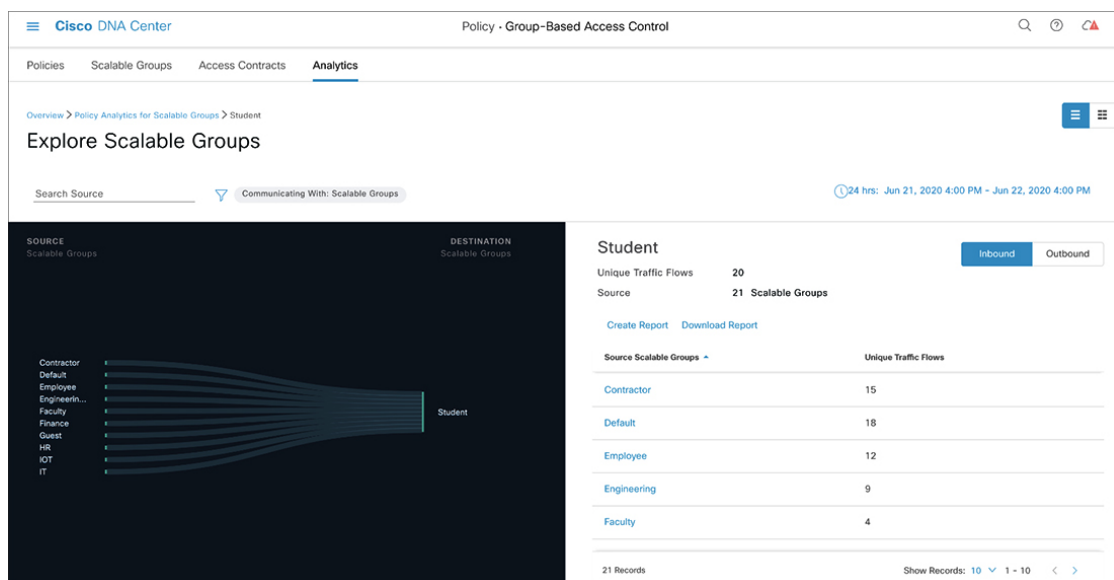 Cisco DNA Center
Policy · Group-Based Access Control
Policies Scalable Groups Access Contracts Analytics
Overview > Policy Analytics for Scalable Groups > Student
Explore Scalable Groups
Search Source
Communicating With: Scalable Groups
24 hrs: Jun 21, 2020 4:00 PM - Jun 22, 2020 4:00 PM
SOURCE
Scalable Groups
DESTINATION
Scalable Groups
Contractor
Default
Employee
Engineerin...
Faculty
Finance
Guest
HR
IOT
IT
Student
Student
Inbound Outbound
Unique Traffic Flows 20
Source 21 Scalable Groups
Create Report Download Report
Source Scalable Groups Unique Traffic Flows
Contractor 15
Default 18
Employee 12
Engineering 9
Faculty 4
21 Records
Show Records: 10 1 - 10